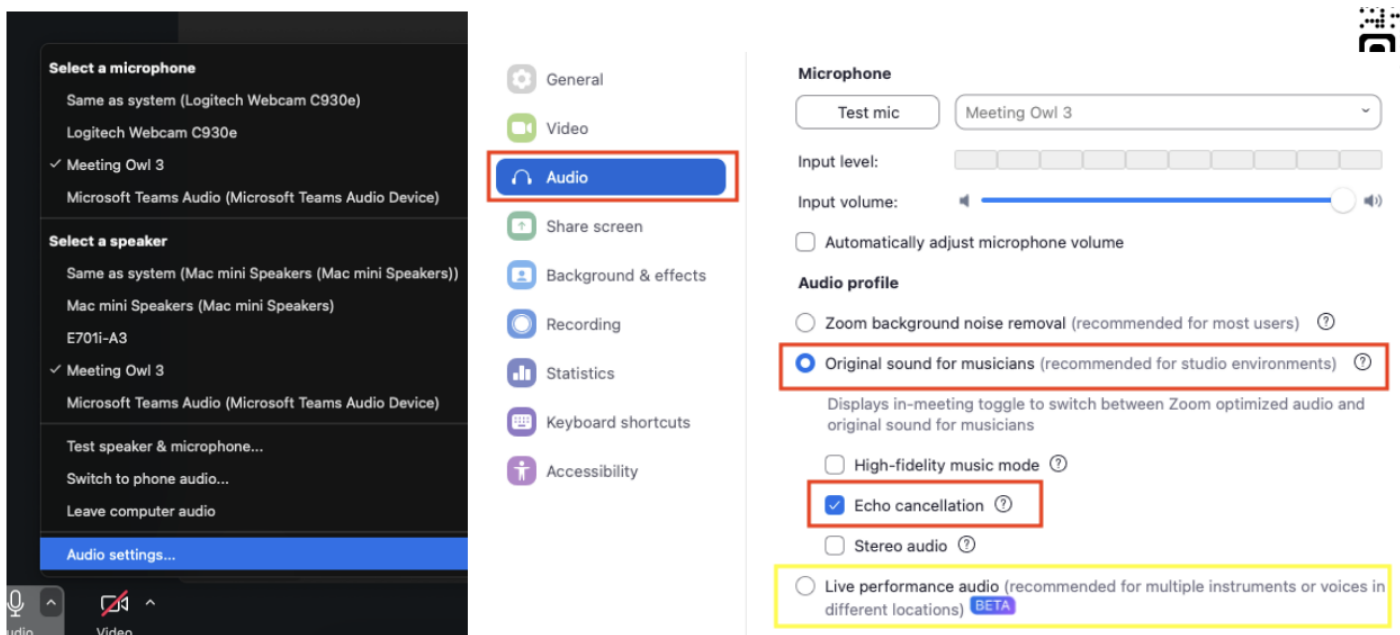 Select a microphone
Same as system (Logitech Webcam C930e)
Logitech Webcam C930e
Meeting Owl 3
Microsoft Teams Audio (Microsoft Teams Audio Device)
Select a speaker
Same as system (Mac mini Speakers (Mac mini Speakers))
Mac mini Speakers (Mac mini Speakers)
E701i-A3
Meeting Owl 3
Microsoft Teams Audio (Microsoft Teams Audio Device)
Test speaker & microphone...
Switch to phone audio...
Leave computer audio
Audio settings...
Video
General
Video
Audio
Share screen
Background & effects
Recording
Statistics
Keyboard shortcuts
Accessibility
Microphone
Test mic
Meeting Owl 3
Input level:
Input volume:
Automatically adjust microphone volume
Audio profile
Zoom background noise removal (recommended for most users)
Original sound for musicians (recommended for studio environments)
Displays in-meeting toggle to switch between Zoom optimized audio and
original sound for musicians
High-fidelity music mode
Echo cancellation
Stereo audio
Live performance audio (recommended for multiple instruments or voices in
different locations) BETA